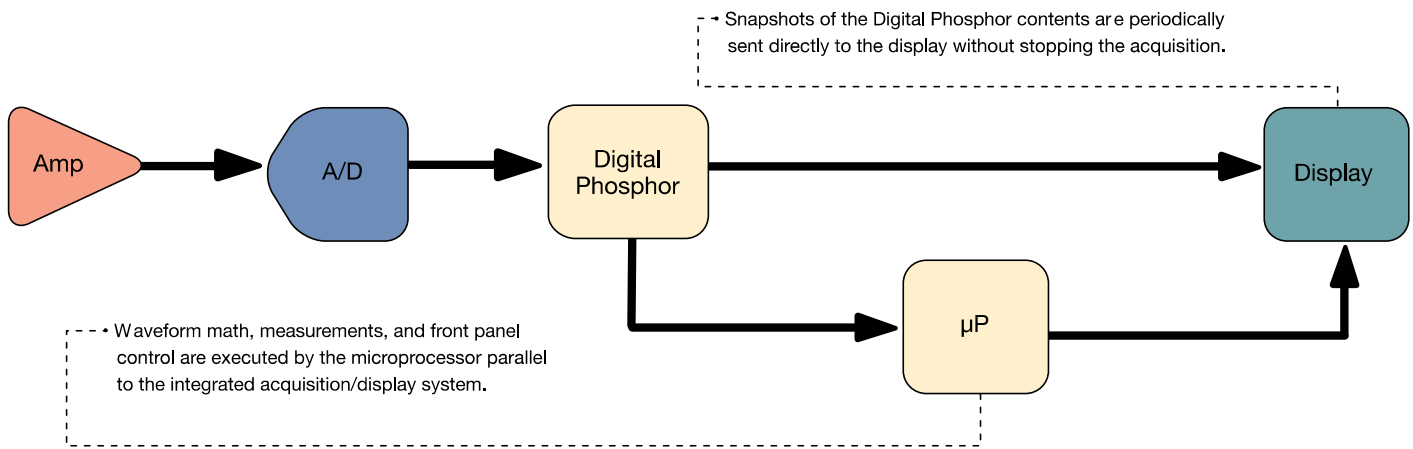 Snapshots of the Digital Phosphor contents are periodically
sent directly to the display without stopping the acquisition.
Amp
A/D
Digital
Phosphor
Display
Waveform math, measurements, and front panel
control are executed by the microprocessor parallel
to the integrated acquisition/display system.
µP